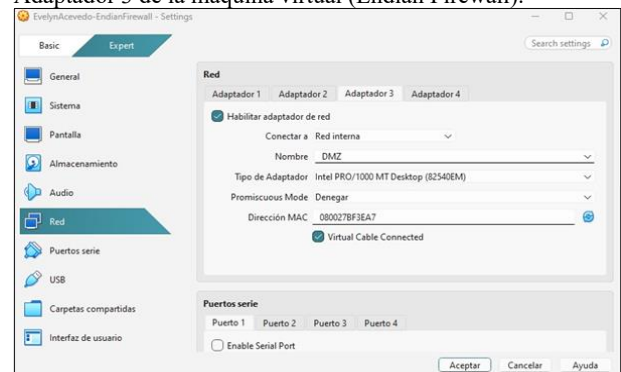 Adaptador 3 de la máquina virtual (Endian Firewall).
EvelynAcevedo-EndianFirewall - Settings
Basic Expert
Search settings
General
Sistema
Pantalla
Almacenamiento
Audio
Red
Puertos serie
USB
Carpetas compartidas
Interfaz de usuario
Red
Adaptador 1 Adaptador 2 Adaptador 3 Adaptador 4
Habilitar adaptador de red
Conectar a Red interna
Nombre DMZ
Tipo de Adaptador Intel PRO/1000 MT Desktop (82540EM)
Promiscuous Mode Denegar
Dirección MAC 080027BF3EA7
Virtual Cable Connected
Puertos serie
Puerto 1 Puerto 2 Puerto 3 Puerto 4
Enable Serial Port
Aceptar Cancelar Ayuda